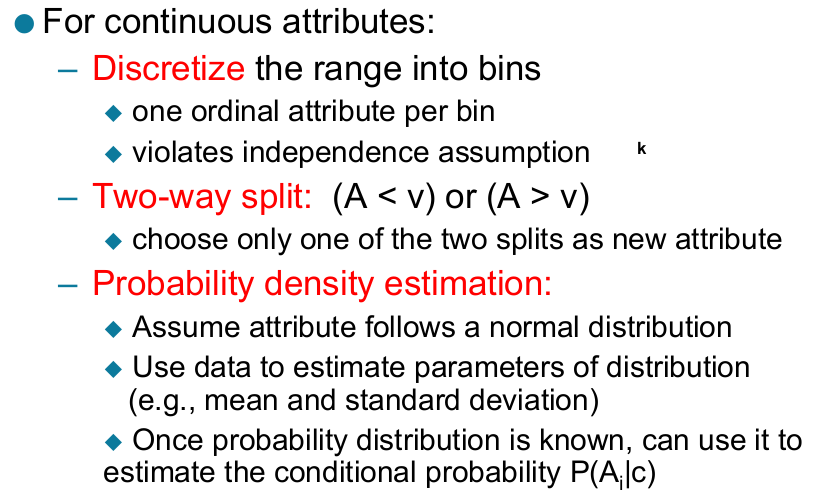 ● For continuous attributes:
– Discretize the range into bins
◆ one ordinal attribute per bin
◆ violates independence assumption k
– Two-way split: (A < v) or (A > v)
◆ choose only one of the two splits as new attribute
– Probability density estimation:
◆ Assume attribute follows a normal distribution
◆ Use data to estimate parameters of distribution
(e.g., mean and standard deviation)
◆ Once probability distribution is known, can use it to
estimate the conditional probability P(Aᵢ|c)